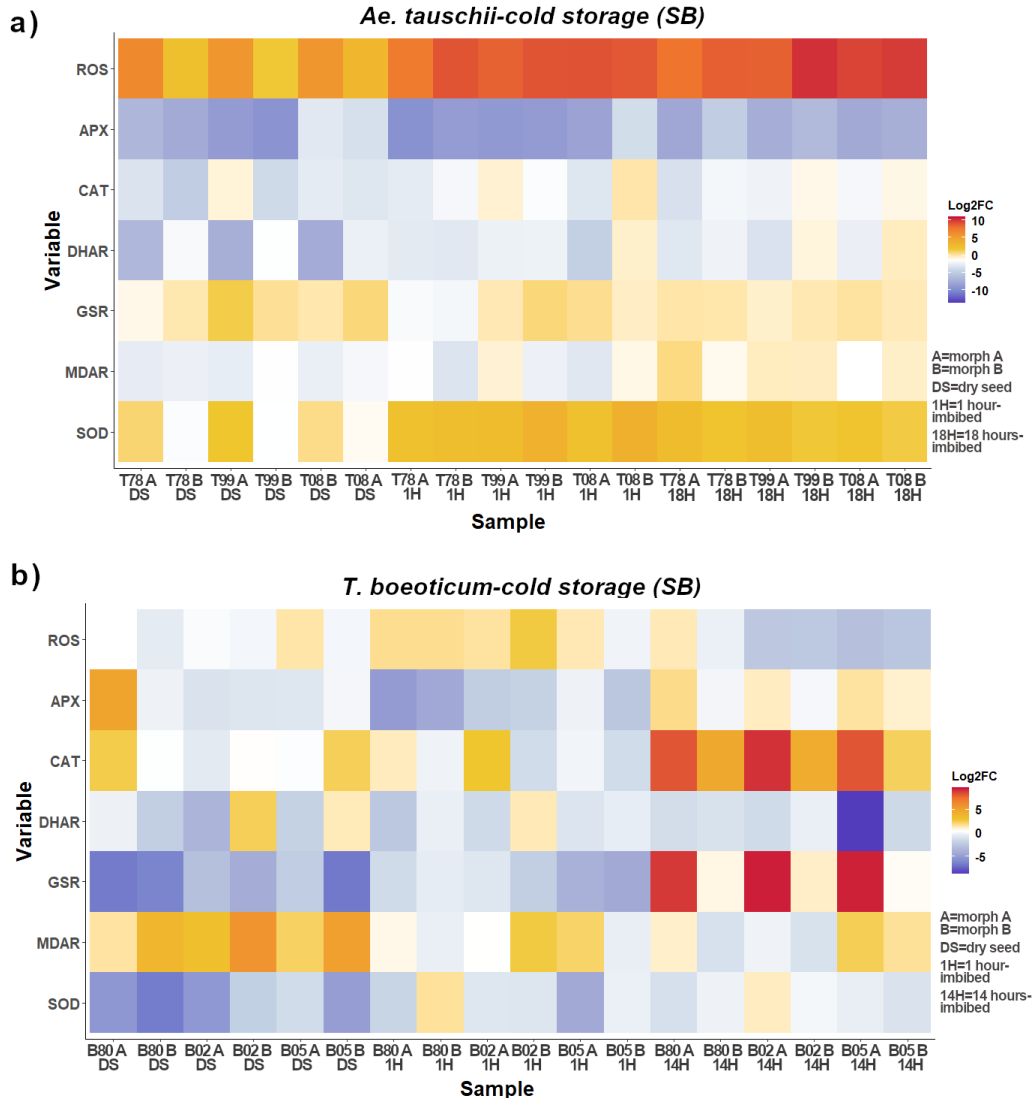 a)
Ae. tauschii-cold storage (SB)
ROS
APX
CAT
DHAR
GSR
MDAR
SOD
Variable
T78 A T78 B T99 A T99 B T08 B T08 A T78 A T78 B T99 A T99 B T08 A T08 B T78 A T78 B T99 A T99 B T08 A T08 B
DS DS DS DS DS DS 1H 1H 1H 1H 1H 1H 18H 18H 18H 18H 18H 18H
Sample
Log2FC
10
5
0
-5
-10
A=morph A
B=morph B
DS=dry seed
1H=1 hour-
imbibed
18H=18 hours-
imbibed
b)
T. boeoticum-cold storage (SB)
ROS
APX
CAT
DHAR
GSR
MDAR
SOD
Variable
B80 A B80 B B02 A B02 B B05 A B05 B B80 A B80 B B02 A B02 B B05 A B05 B B80 A B80 B B02 A B02 B B05 A B05 B
DS DS DS DS DS DS 1H 1H 1H 1H 1H 1H 14H 14H 14H 14H 14H 14H
Sample
Log2FC
5
0
-5
A=morph A
B=morph B
DS=dry seed
1H=1 hour-
imbibed
14H=14 hours-
imbibed